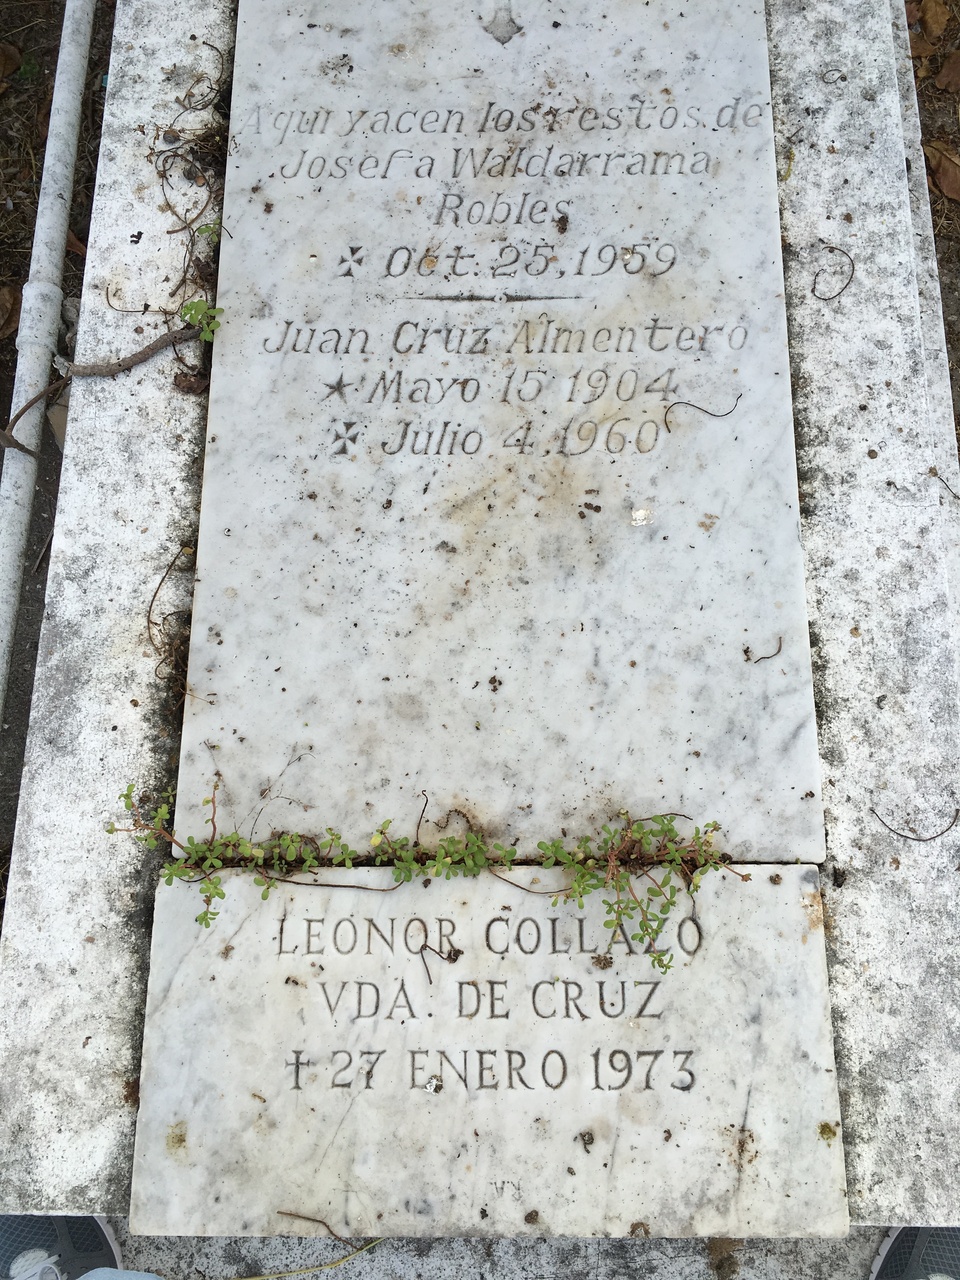 Aqui yacen los restos de
Josefa Waldarrama
Robles
✠ Oct. 25, 1959
Juan Cruz Almentero
★ Mayo 15 1904
✠ Julio 4, 1960
LEONOR COLLAZO
VDA. DE CRUZ
† 27 ENERO 1973